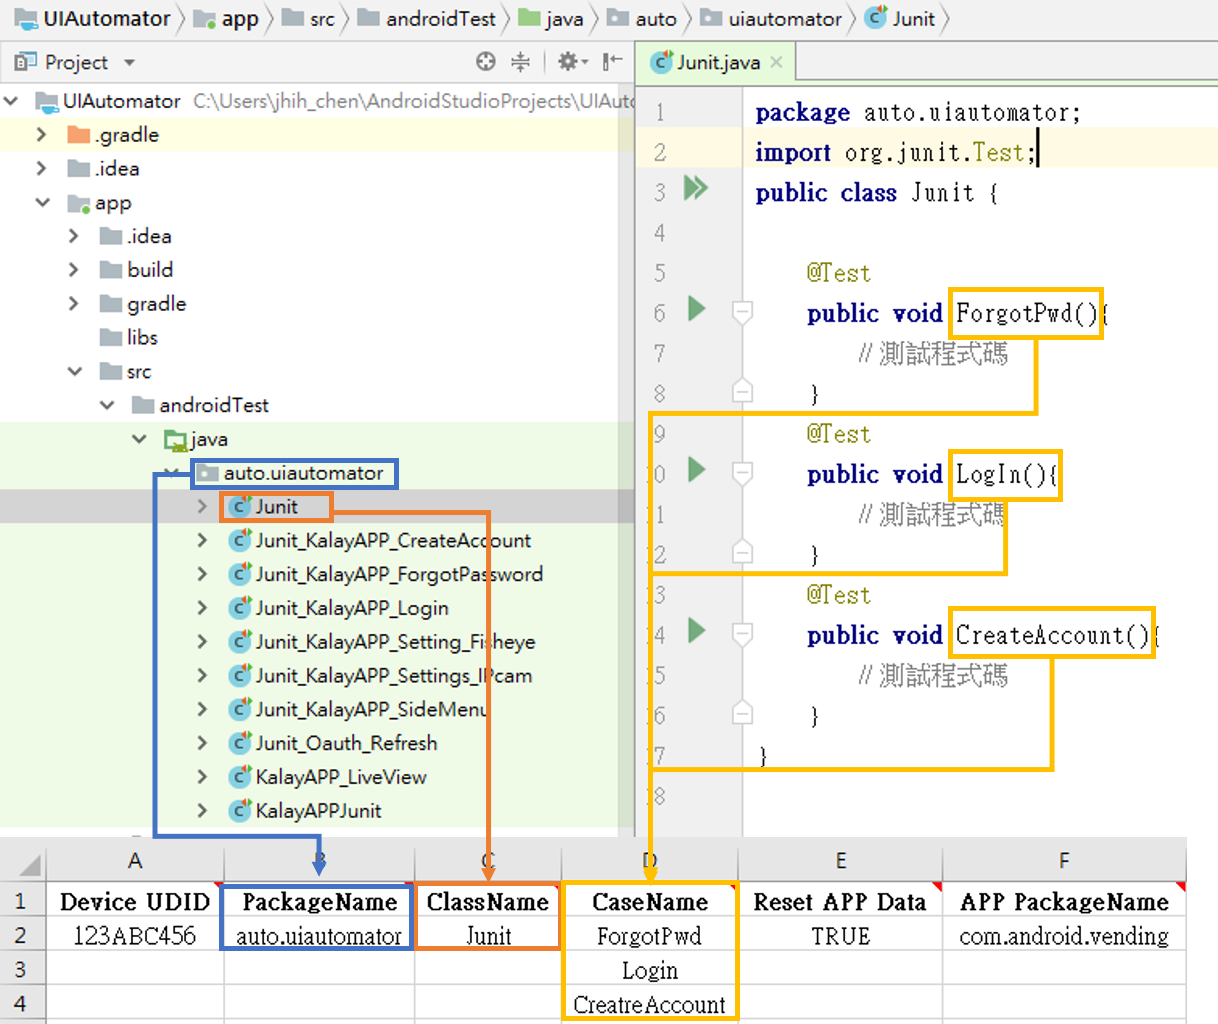 UIAutomator app src androidTest java auto uiautomator Junit
Project
Junit.java
UIAutomator C:\Users\jhih_chen\AndroidStudioProjects\UIAuto
.gradle
.idea
app
.idea
build
gradle
libs
src
androidTest
java
auto.uiautomator
Junit
Junit_KalayAPP_CreateAccount
Junit_KalayAPP_ForgotPassword
Junit_KalayAPP_Login
Junit_KalayAPP_Setting_Fisheye
Junit_KalayAPP_Settings_IPcam
Junit_KalayAPP_SideMenu
Junit_Oauth_Refresh
KalayAPP_LiveView
KalayAPPJunit
1 package auto.uiautomator;
2 import org.junit.Test;
3 public class Junit {
4
5 @Test
6 public void ForgotPwd(){
7 //測試程式碼
8 }
9 @Test
10 public void LogIn(){
11 //測試程式碼
12 }
13 @Test
14 public void CreateAccount(){
15 //測試程式碼
16 }
17 }
18
A B C D E F
1 Device UDID PackageName ClassName CaseName Reset APP Data APP PackageName
2 123ABC456 auto.uiautomator Junit ForgotPwd TRUE com.android.vending
3 Login
4 CreatreAccount